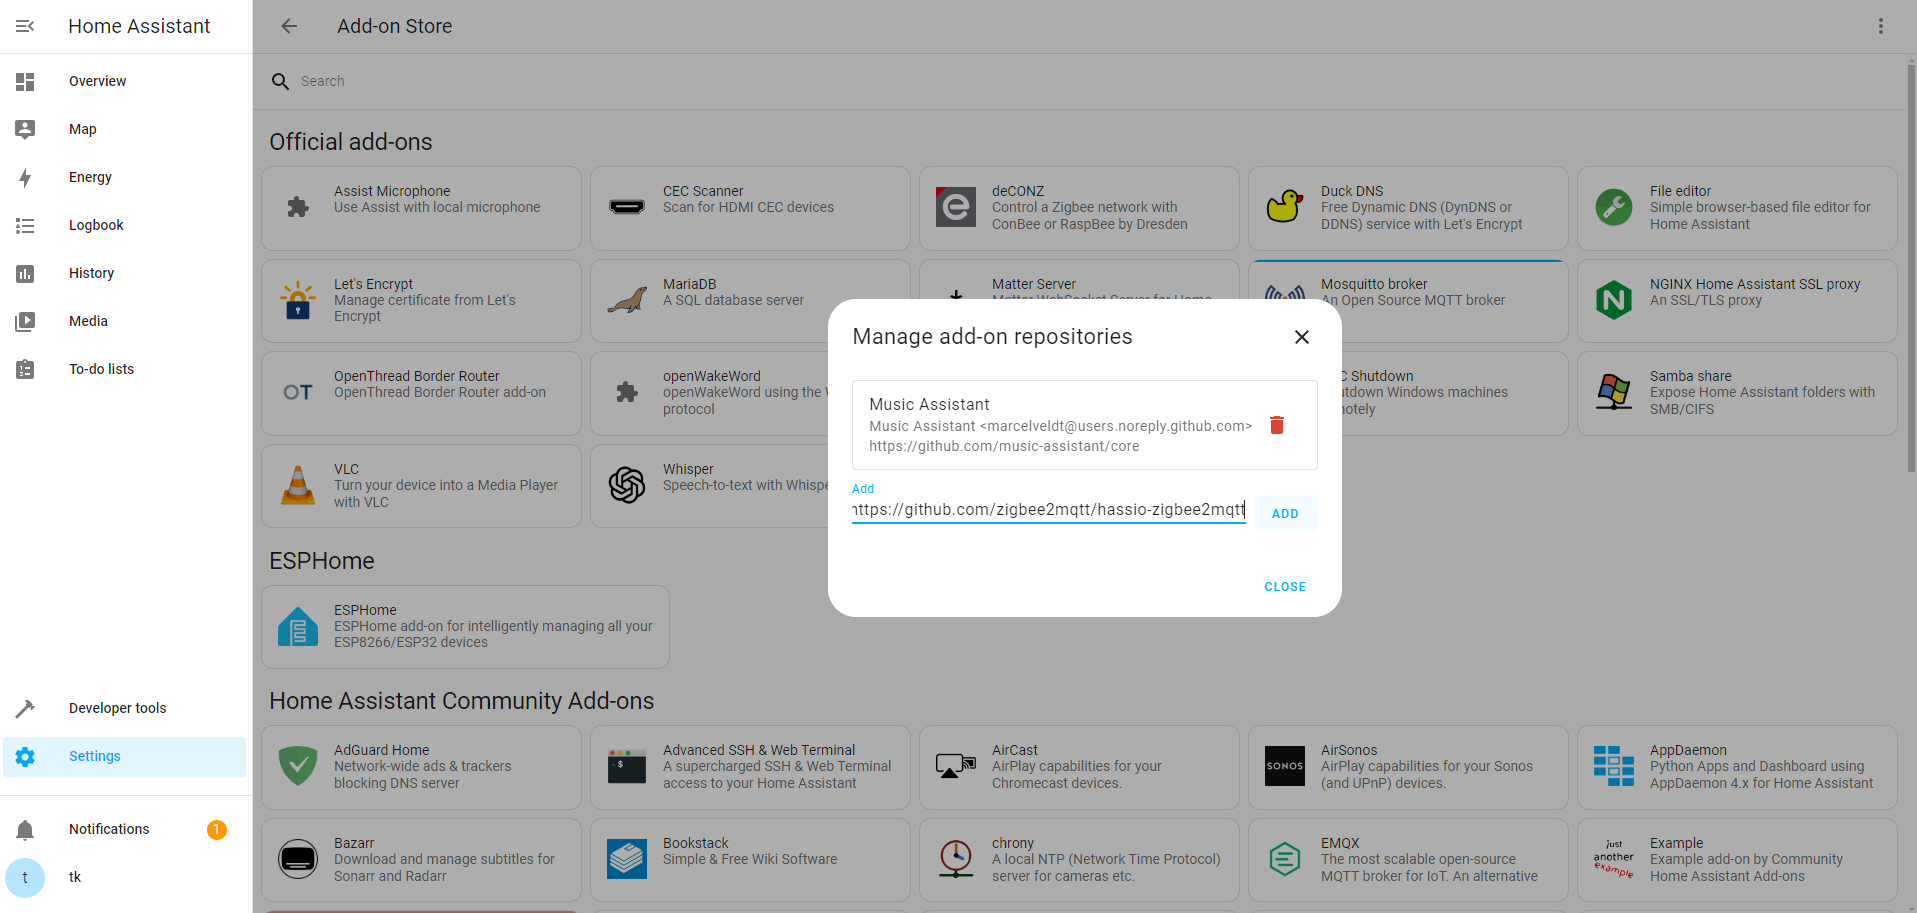 Home Assistant
Overview
Map
Energy
Logbook
History
Media
To-do lists
Developer tools
Settings
Notifications
1
t
tk
Add-on Store
Search
Official add-ons
Assist Microphone
Use Assist with local microphone
CEC Scanner
Scan for HDMI CEC devices
deCONZ
Control a Zigbee network with
ConBee or RaspBee by Dresden
Duck DNS
Free Dynamic DNS (DynDNS or
DDNS) service with Let's Encrypt
File editor
Simple browser-based file editor for
Home Assistant
Let's Encrypt
Manage certificate from Let's
Encrypt
MariaDB
A SQL database server
Matter Server
Matter WebSocket Server for Home
Mosquitto broker
An Open Source MQTT broker
NGINX Home Assistant SSL proxy
An SSL/TLS proxy
OT
OpenThread Border Router
OpenThread Border Router add-on
openWakeWord
openWakeWord using the
protocol
C Shutdown
utdown Windows machines
notely
Samba share
Expose Home Assistant folders with
SMB/CIFS
VLC
Turn your device into a Media Player
with VLC
Whisper
Speech-to-text with Whispe
Manage add-on repositories
Music Assistant
Music Assistant <marcelveldt@users.noreply.github.com>
https://github.com/music-assistant/core
Add
https://github.com/zigbee2mqtt/hassio-zigbee2mqtt
ADD
CLOSE
ESPHome
ESPHome
ESPHome add-on for intelligently managing all your
ESP8266/ESP32 devices
Home Assistant Community Add-ons
AdGuard Home
Network-wide ads & trackers
blocking DNS server
$
Advanced SSH & Web Terminal
A supercharged SSH & Web Terminal
access to your Home Assistant
AirCast
AirPlay capabilities for your
Chromecast devices.
SONOS
AirSonos
AirPlay capabilities for your Sonos
(and UPnP) devices.
AppDaemon
Python Apps and Dashboard using
AppDaemon 4.x for Home Assistant
Bazarr
Download and manage subtitles for
Sonarr and Radarr
Bookstack
Simple & Free Wiki Software
chrony
A local NTP (Network Time Protocol)
server for cameras etc.
EMQX
The most scalable open-source
MQTT broker for IoT. An alternative
just
another
example
Example
Example add-on by Community
Home Assistant Add-ons